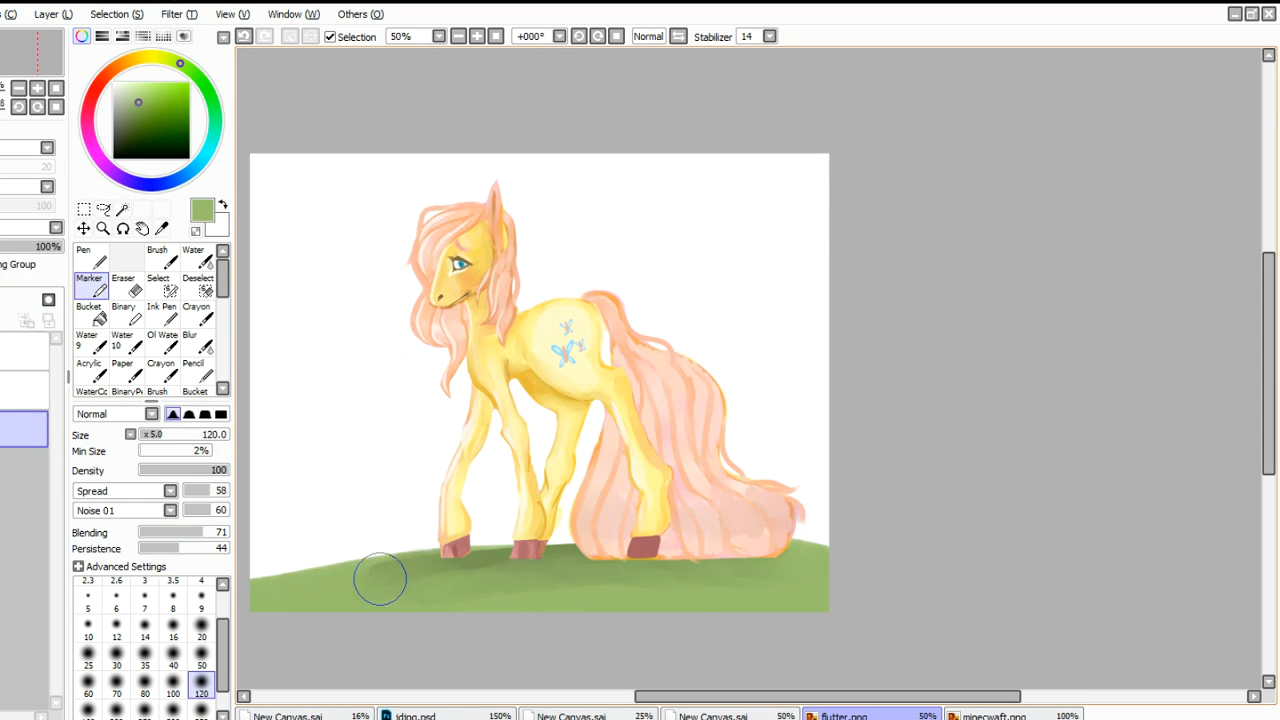 (C) Layer (L) Selection (S) Filter (T) View (V) Window (W) Others (O)
Selection 50% +000° Normal Stabilizer 14
%
8
20
100
100%
ng Group
Pen Brush Water
Marker Eraser Select Deselect
Bucket Binary Ink Pen Crayon
Water 9 Water 10 Ol Wate Blur
Acrylic Paper Crayon Pencil
WaterCo BinaryPe Brush Bucket
Normal
Size x 5.0 120.0
Min Size 2%
Density 100
Spread 58
Noise 01 60
Blending 71
Persistence 44
Advanced Settings
2.3 2.6 3 3.5 4
5 6 7 8 9
10 12 14 16 20
25 30 35 40 50
60 70 80 100 120
New Canvas.sai 16% iding.psd 150% New Canvas.sai 25% New Canvas.sai 50% flutter.png 50% minecwaft.png 100%